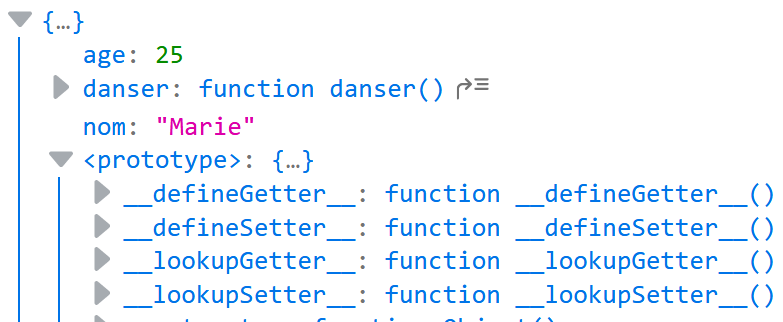 {…}
age: 25
danser: function danser()
nom: "Marie"
<prototype>: {…}
__defineGetter__: function __defineGetter__()
__defineSetter__: function __defineSetter__()
__lookupGetter__: function __lookupGetter__()
__lookupSetter__: function __lookupSetter__()